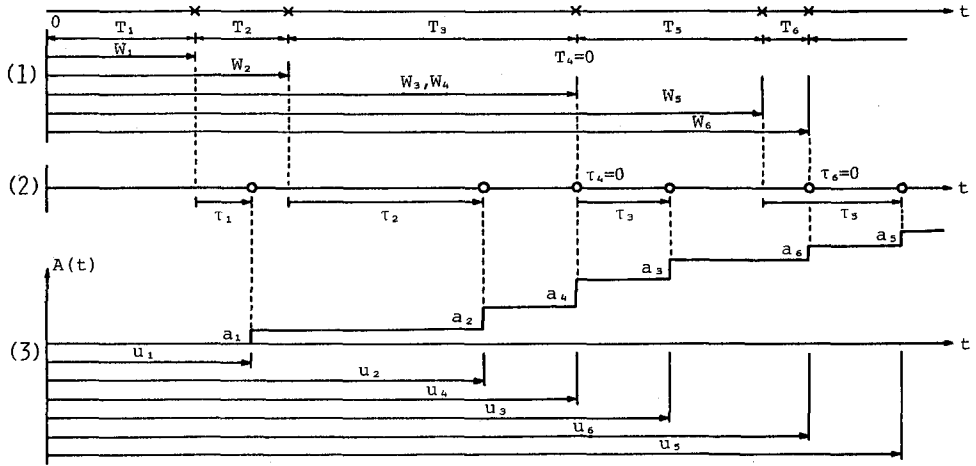 t
0 T₁ T₂ T₃ T₅ T₆
W₁ T₄=0
(1) W₂
W₃,W₄
W₅
W₆
(2) τ₄=0 τ₆=0 t
τ₁ τ₂ τ₃ τ₅
A(t) a₁ a₂ a₄ a₃ a₆ a₅
(3) t
u₁
u₂
u₄
u₃
u₆
u₅